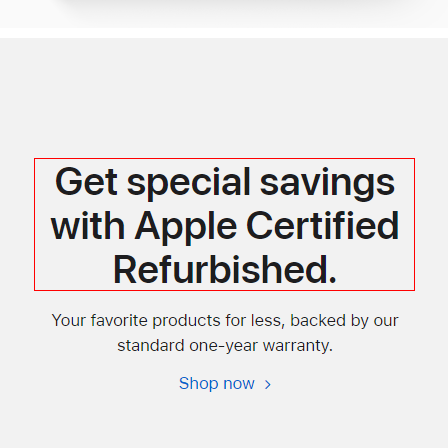 Get special savings
with Apple Certified
Refurbished.
Your favorite products for less, backed by our
standard one-year warranty.
Shop now >